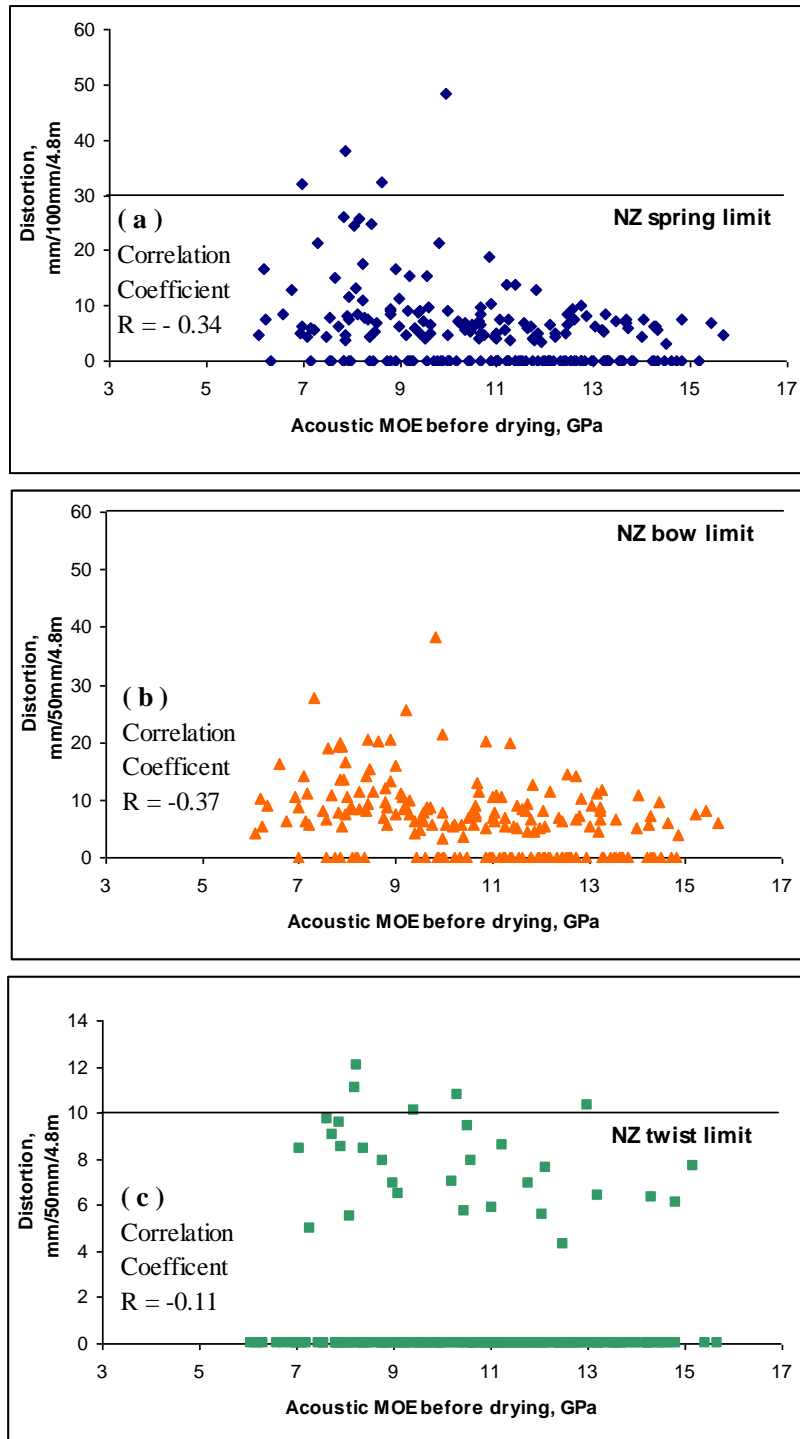 60
50
40
30
20
10
0
Distortion,
mm/100mm/4.8m
( a )
Correlation
Coefficient
R = - 0.34
NZ spring limit
3 5 7 9 11 13 15 17
Acoustic MOE before drying, GPa
60
50
40
30
20
10
0
Distortion,
mm/50mm/4.8m
NZ bow limit
( b )
Correlation
Coefficent
R = -0.37
3 5 7 9 11 13 15 17
Acoustic MOE before drying, GPa
14
12
10
8
6
4
2
0
Distortion,
mm/50mm/4.8m
NZ twist limit
( c )
Correlation
Coefficent
R = -0.11
3 5 7 9 11 13 15 17
Acoustic MOE before drying, GPa